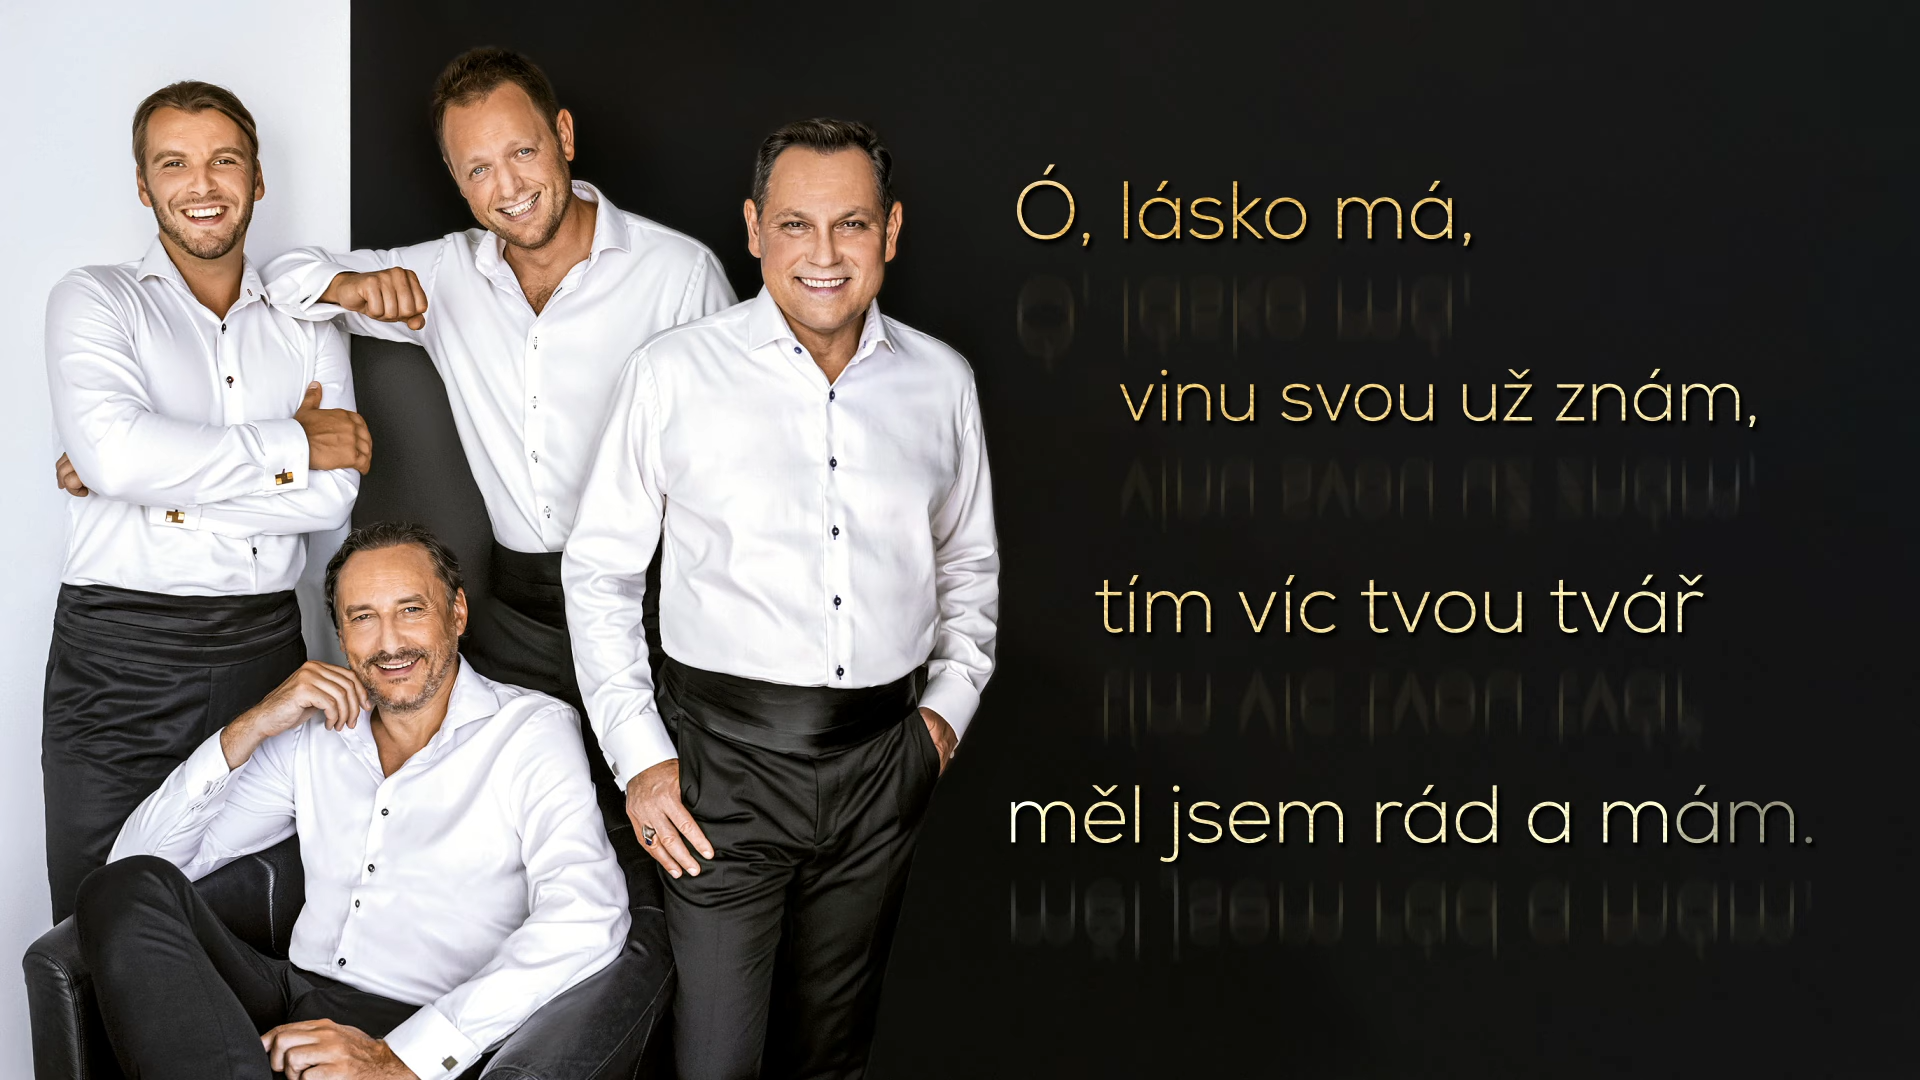 Ó, lásko má,
vinu svou už znám,
tím víc tvou tvář
měl jsem rád a mám.